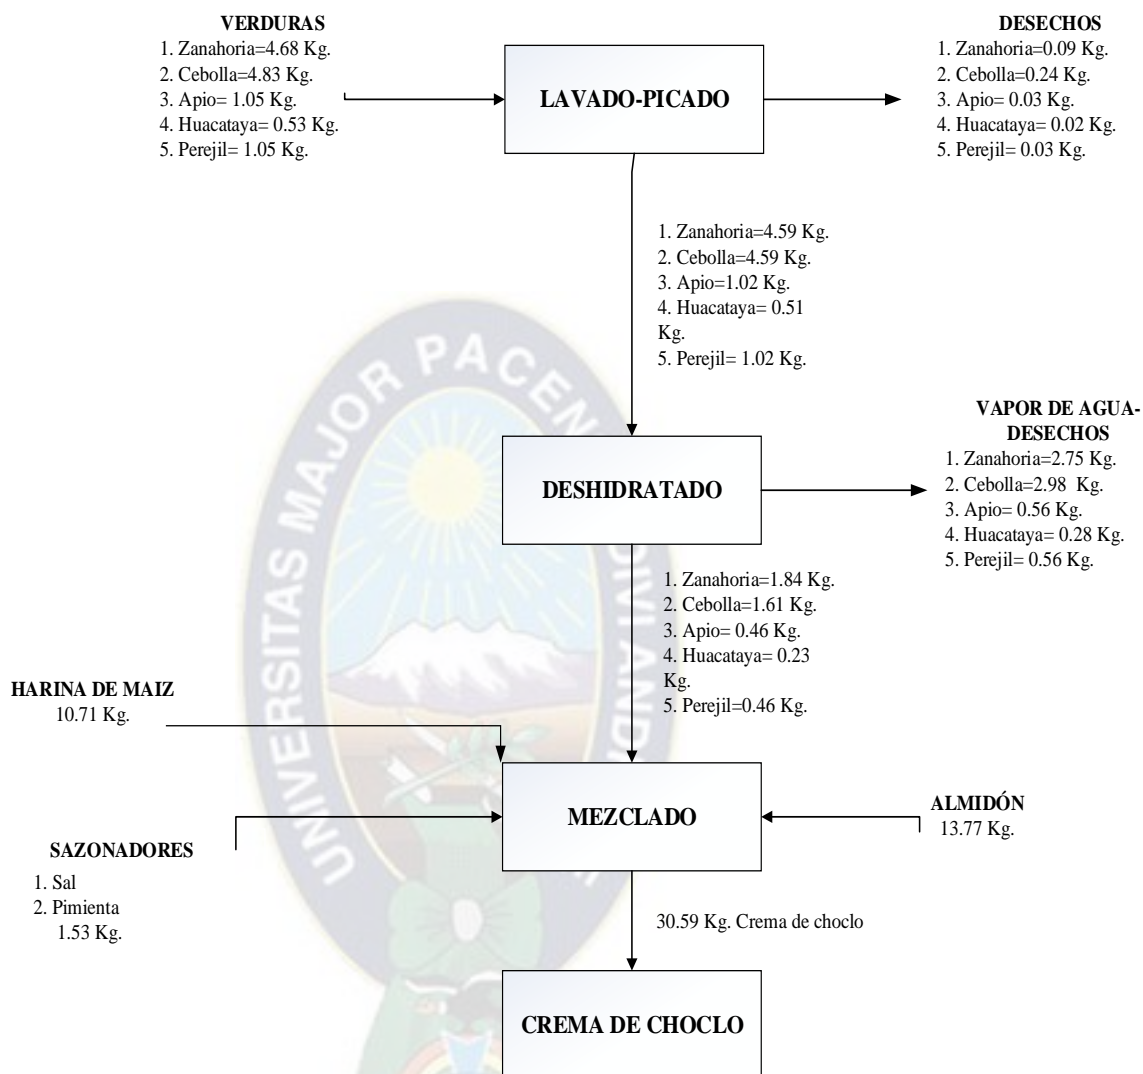 VERDURAS
1. Zanahoria=4.68 Kg.
2. Cebolla=4.83 Kg.
3. Apio= 1.05 Kg.
4. Huacataya= 0.53 Kg.
5. Perejil= 1.05 Kg.
LAVADO-PICADO
DESECHOS
1. Zanahoria=0.09 Kg.
2. Cebolla=0.24 Kg.
3. Apio= 0.03 Kg.
4. Huacataya= 0.02 Kg.
5. Perejil= 0.03 Kg.
1. Zanahoria=4.59 Kg.
2. Cebolla=4.59 Kg.
3. Apio=1.02 Kg.
4. Huacataya= 0.51
Kg.
5. Perejil= 1.02 Kg.
DESHIDRATADO
VAPOR DE AGUA-
DESECHOS
1. Zanahoria=2.75 Kg.
2. Cebolla=2.98 Kg.
3. Apio= 0.56 Kg.
4. Huacataya= 0.28 Kg.
5. Perejil= 0.56 Kg.
1. Zanahoria=1.84 Kg.
2. Cebolla=1.61 Kg.
3. Apio= 0.46 Kg.
4. Huacataya= 0.23
Kg.
5. Perejil=0.46 Kg.
HARINA DE MAIZ
10.71 Kg.
MEZCLADO
ALMIDÓN
13.77 Kg.
SAZONADORES
1. Sal
2. Pimienta
1.53 Kg.
30.59 Kg. Crema de choclo
CREMA DE CHOCLO
UNIVERSITAS MAJOR PACEN
DIVI AND